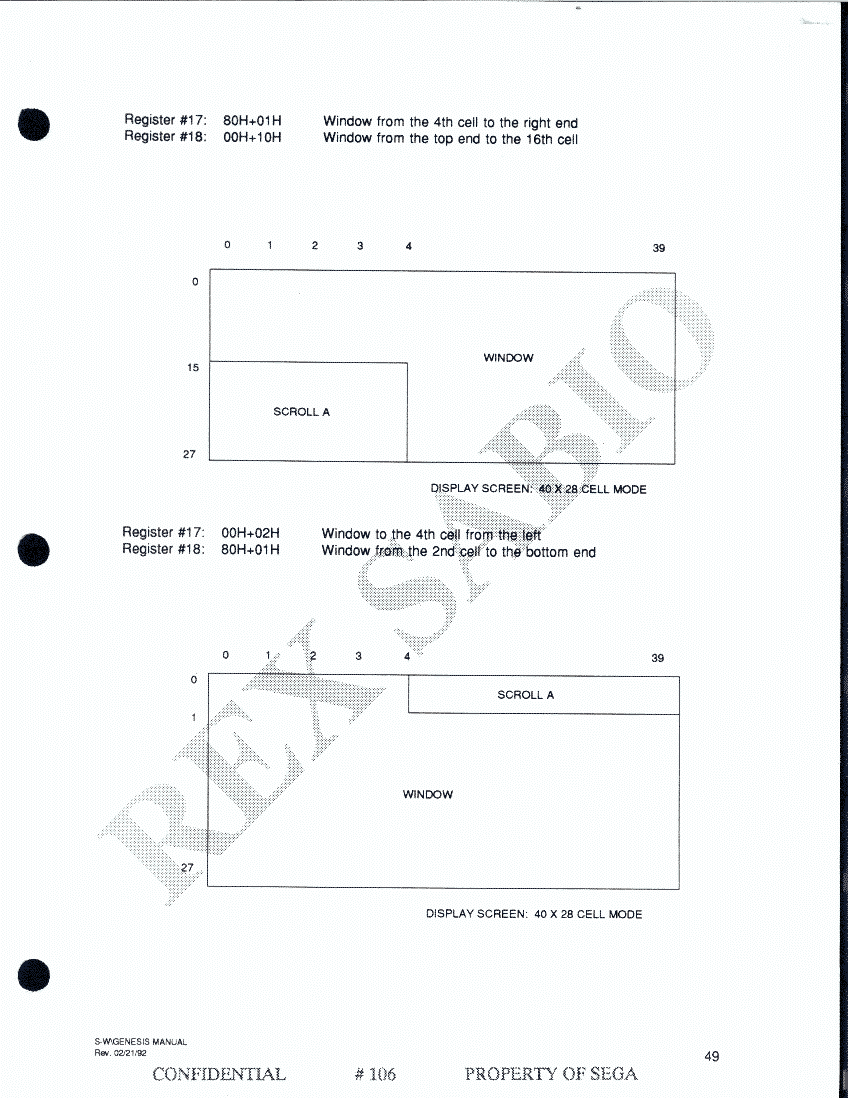 Register #17: 80H+01H Window from the 4th cell to the right end
Register #18: 00H+10H Window from the top end to the 16th cell
0 1 2 3 4 39
0
WINDOW
15
SCROLL A
27
DISPLAY SCREEN: 40 X 28 CELL MODE
Register #17: 00H+02H Window to the 4th cell from the left
Register #18: 80H+01H Window from the 2nd cell to the bottom end
0 1 2 3 4 39
0
SCROLL A
1
WINDOW
27
DISPLAY SCREEN: 40 X 28 CELL MODE
REX SABIO
S-W\GENESIS MANUAL
Rev. 02/21/92
49
CONFIDENTIAL # 106 PROPERTY OF SEGA